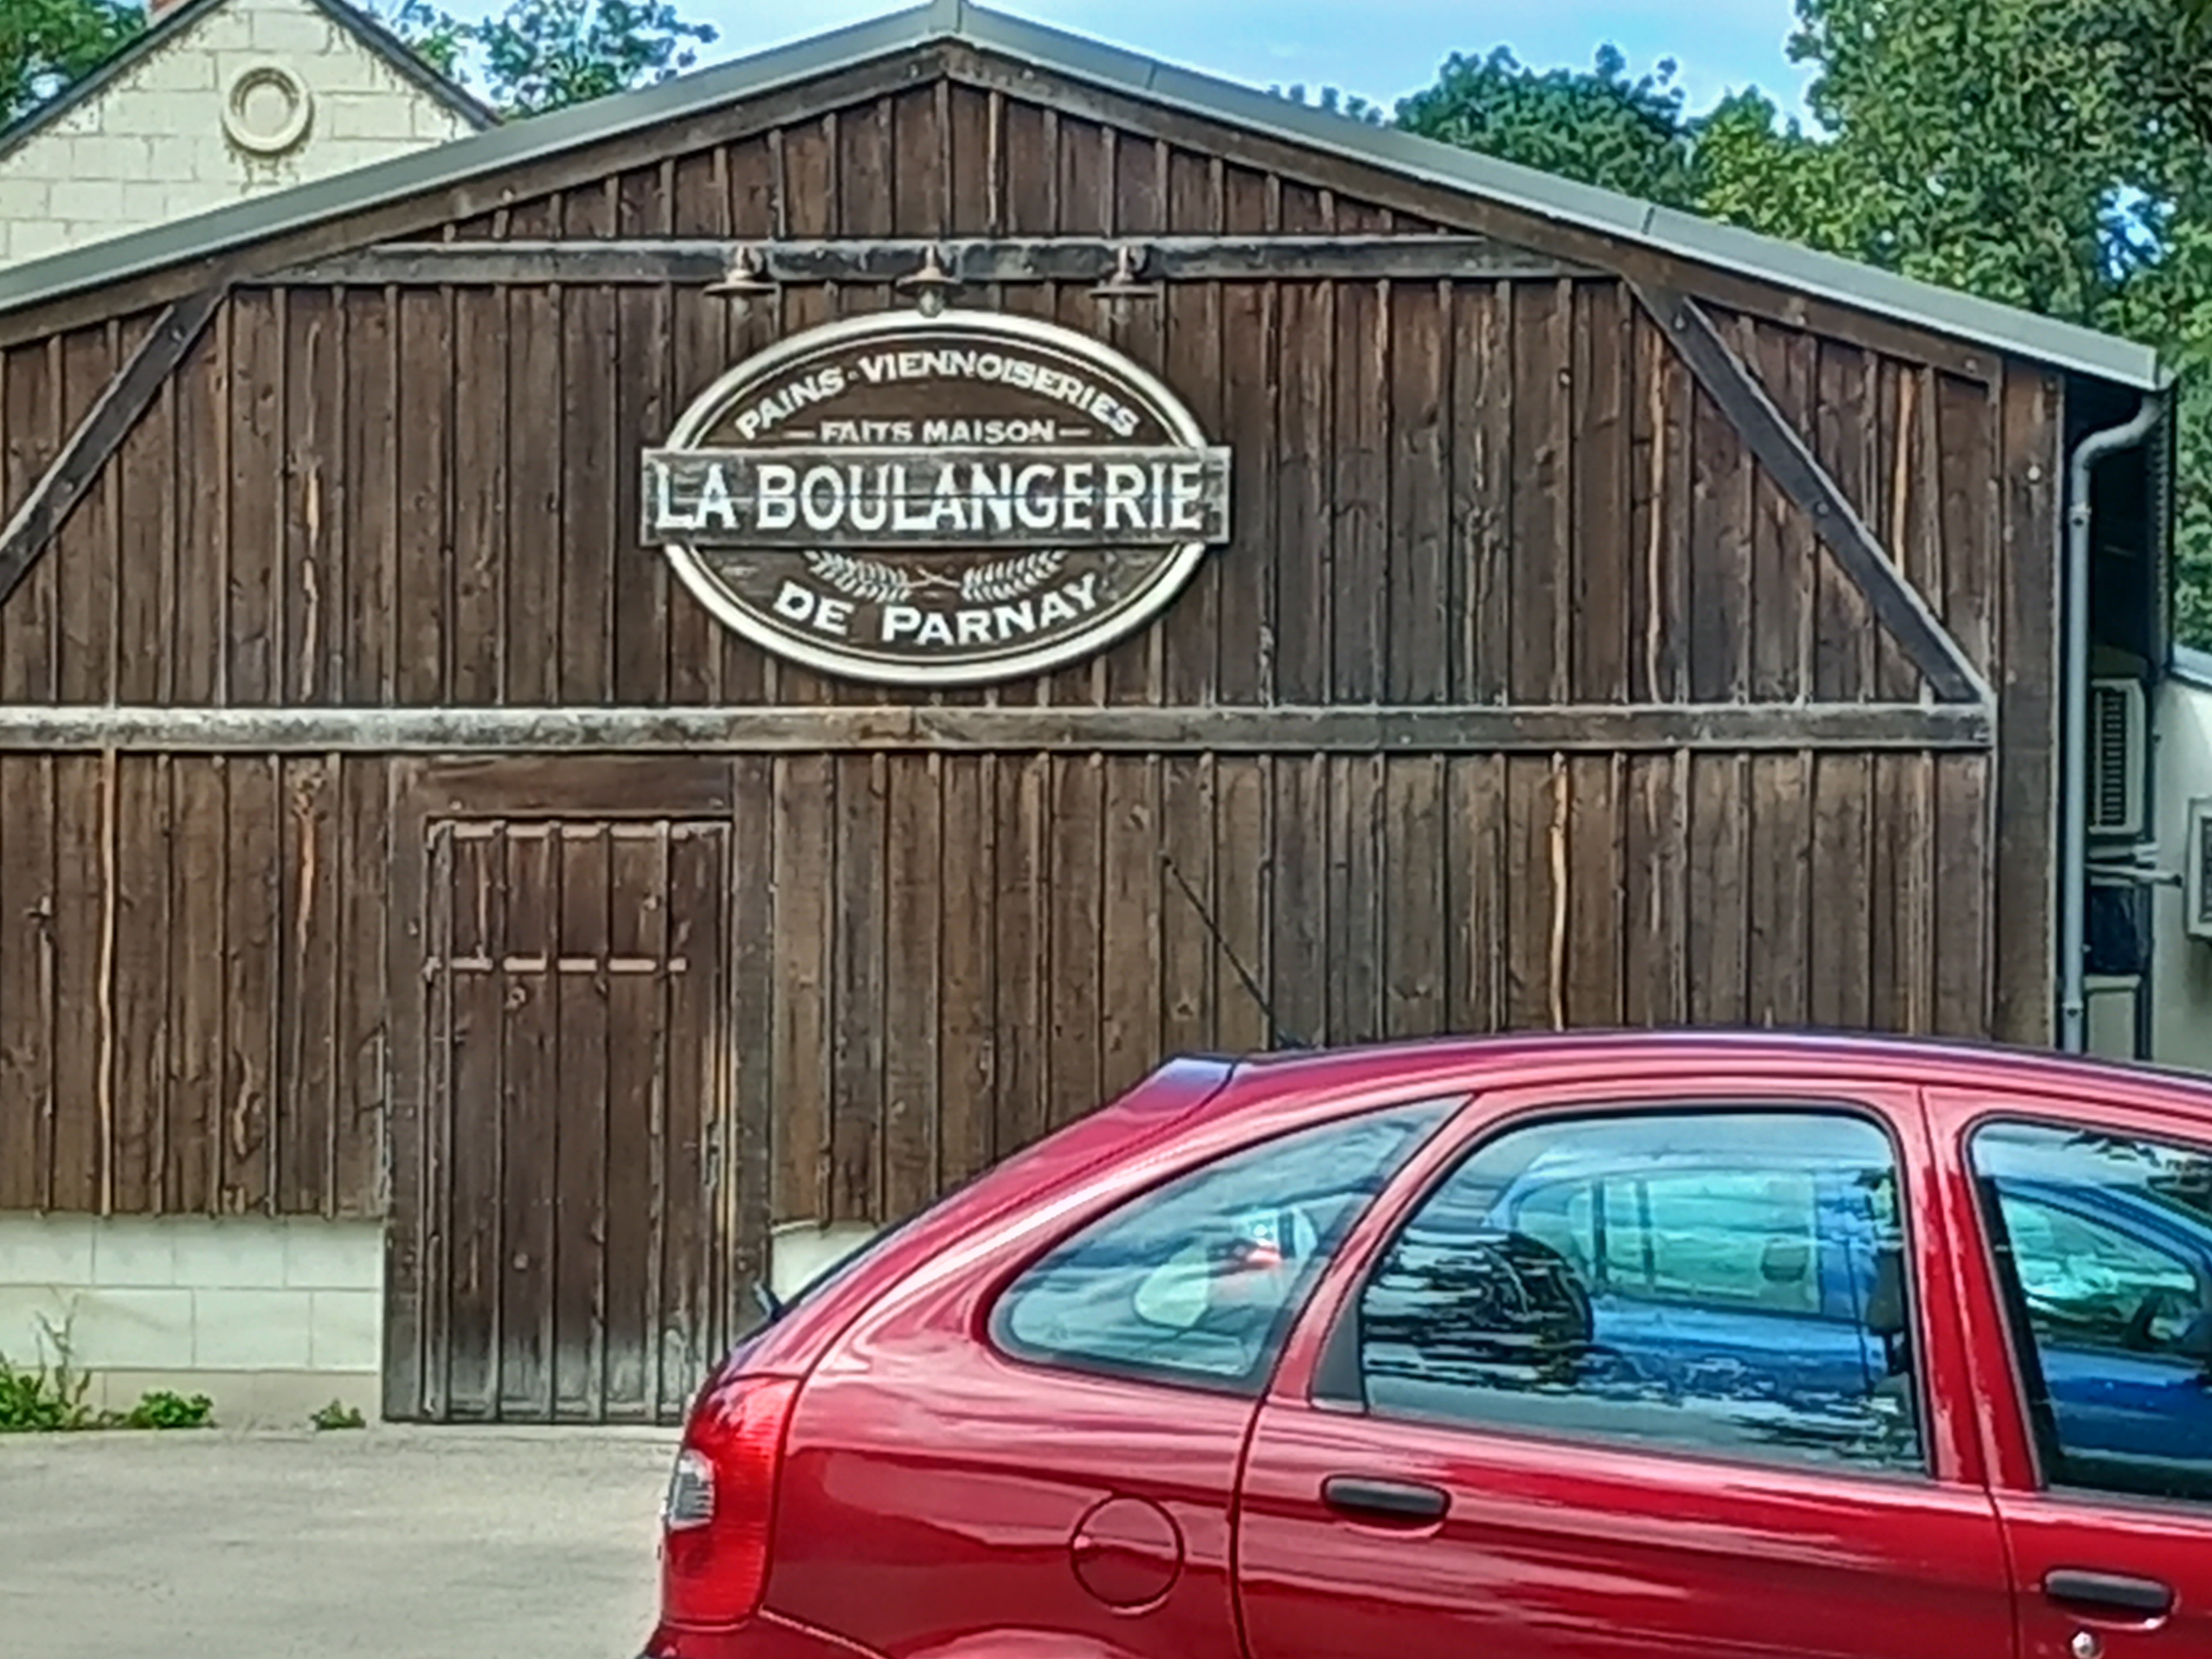 PAINS - VIENNOISERIES
FAITS MAISON
LA BOULANGERIE
DE PARNAY